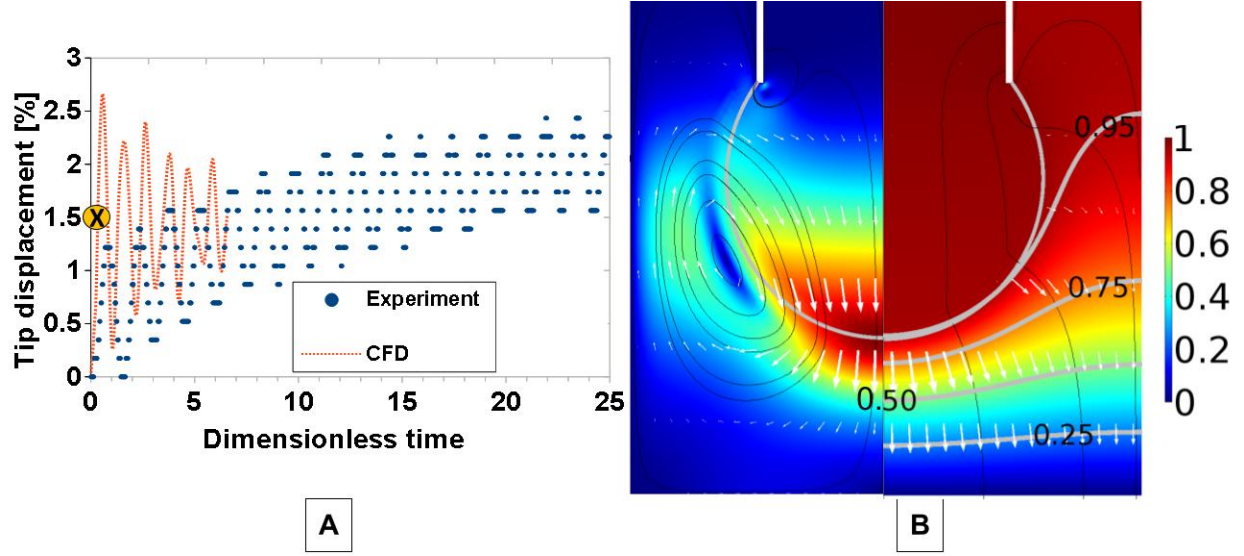 3
2.5
2
1.5
1
0.5
0
Tip displacement [%]
X
Experiment
CFD
0 5 10 15 20 25
Dimensionless time
A
0.95
0.75
0.50
0.25
1
0.8
0.6
0.4
0.2
0
B